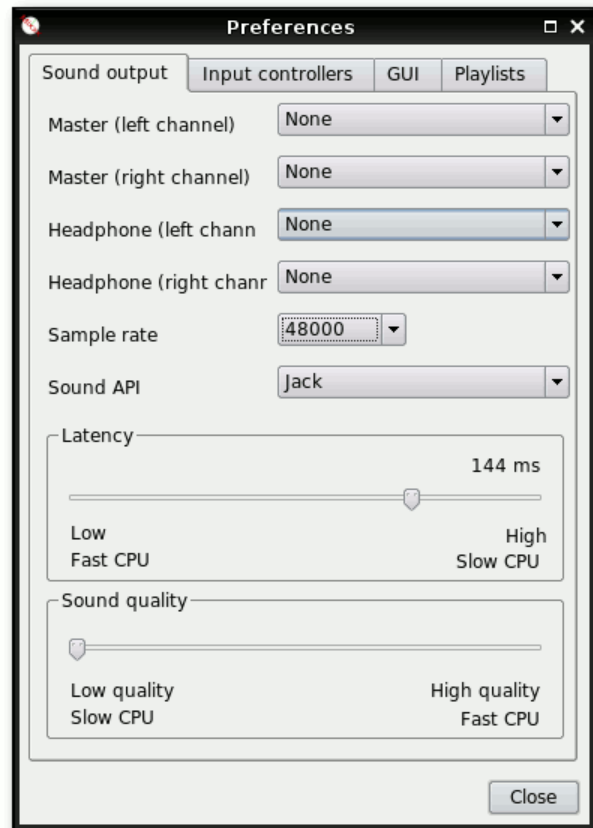 Preferences
Sound output Input controllers GUI Playlists
Master (left channel) None
Master (right channel) None
Headphone (left chann None
Headphone (right chanr None
Sample rate 48000
Sound API Jack
Latency
144 ms
Low High
Fast CPU Slow CPU
Sound quality
Low quality High quality
Slow CPU Fast CPU
Close